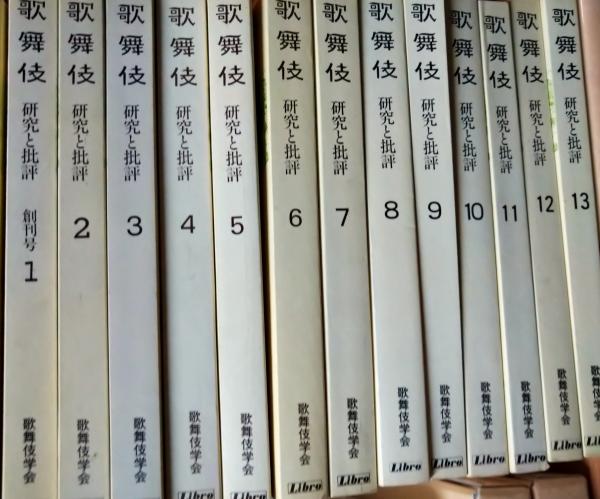 歌舞伎 研究と批評 創刊号 1 歌舞伎学会
歌舞伎 研究と批評 2 歌舞伎学会
歌舞伎 研究と批評 3 歌舞伎学会
歌舞伎 研究と批評 4 歌舞伎学会 Libro
歌舞伎 研究と批評 5 歌舞伎学会 Libro
歌舞伎 研究と批評 6 歌舞伎学会 Libro
歌舞伎 研究と批評 7 歌舞伎学会 Libro
歌舞伎 研究と批評 8 歌舞伎学会 Libro
歌舞伎 研究と批評 9 歌舞伎学会 Libro
歌舞伎 研究と批評 10 歌舞伎学会 Libro
歌舞伎 研究と批評 11 歌舞伎学会 Libro
歌舞伎 研究と批評 12 歌舞伎学会 Libro
歌舞伎 研究と批評 13 歌舞伎学会 Libro